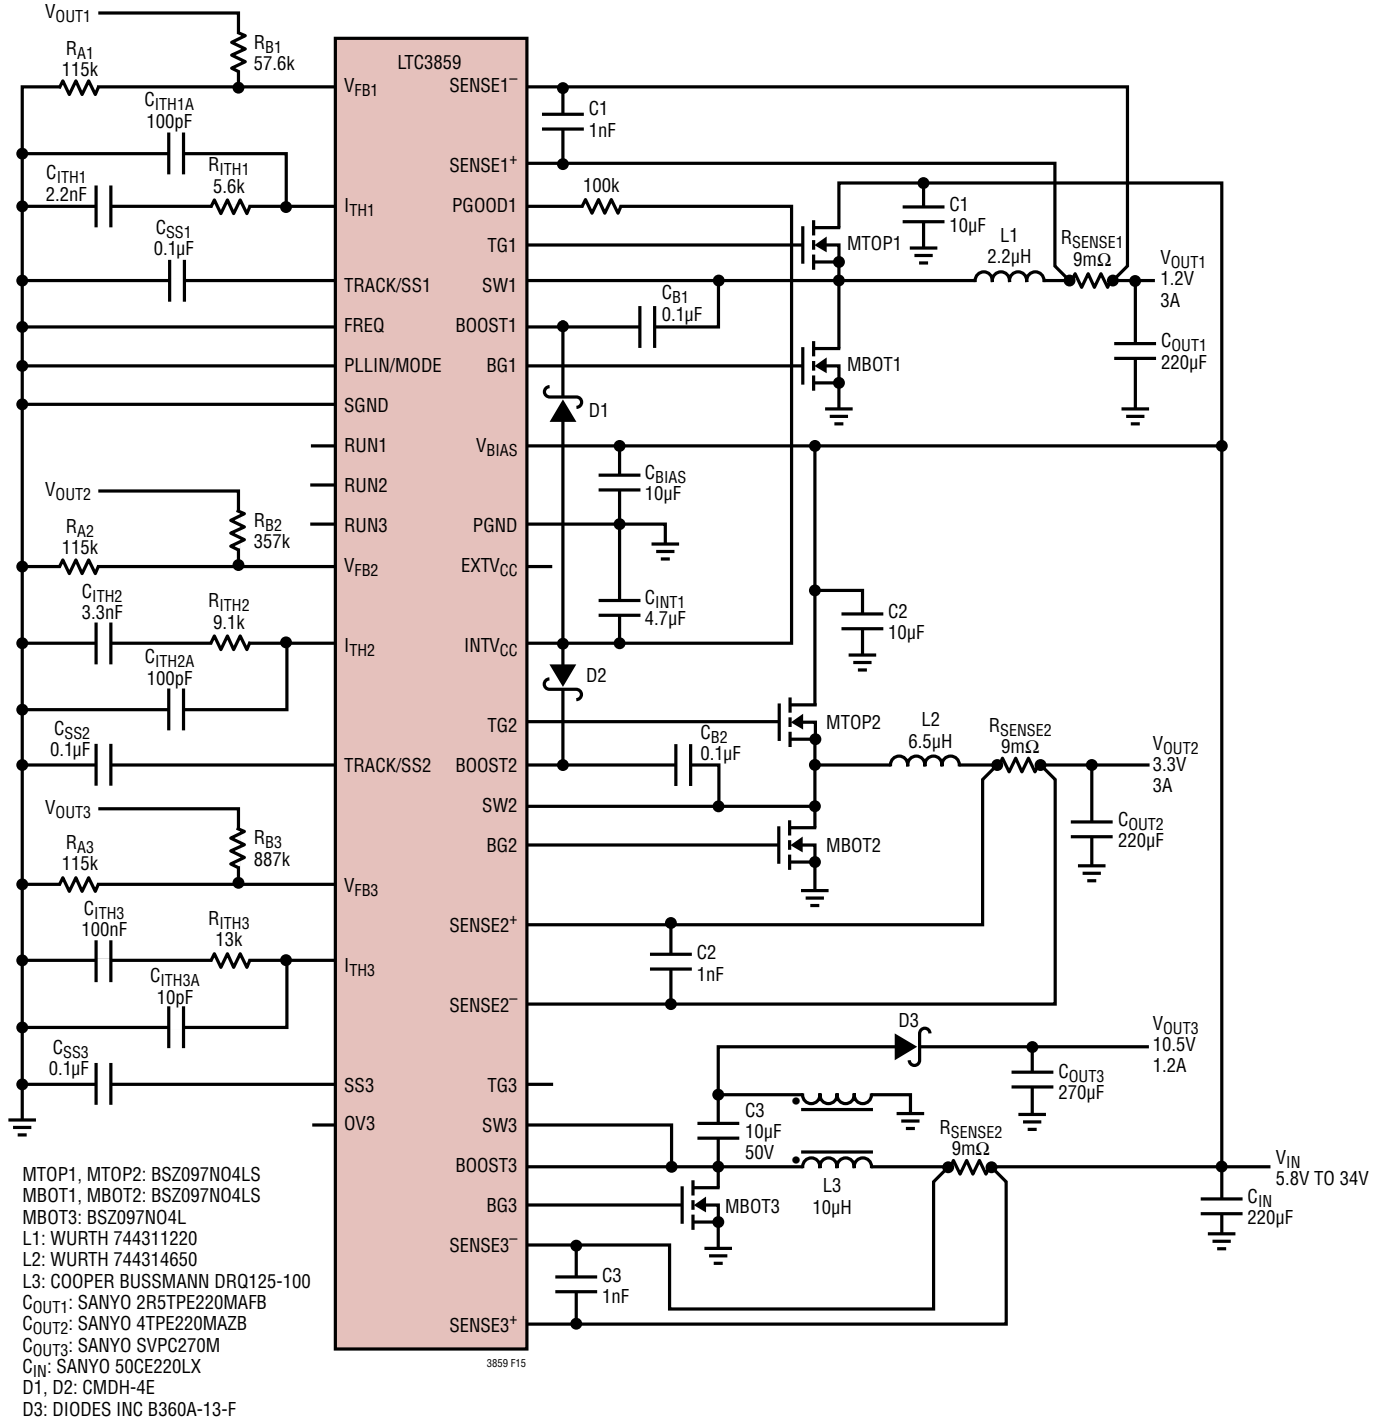 VOUT1
RA1
115k
RB1
57.6k
CITH1A
100pF
CITH1
2.2nF
RITH1
5.6k
CSS1
0.1µF
VOUT2
RA2
115k
RB2
357k
CITH2
3.3nF
RITH2
9.1k
CITH2A
100pF
CSS2
0.1µF
VOUT3
RA3
115k
RB3
887k
CITH3
100nF
RITH3
13k
CITH3A
10pF
CSS3
0.1µF
LTC3859
VFB1
ITH1
TRACK/SS1
FREQ
PLLIN/MODE
SGND
RUN1
RUN2
RUN3
VFB2
ITH2
TRACK/SS2
VFB3
ITH3
SS3
OV3
SENSE1–
SENSE1+
PGOOD1
TG1
SW1
BOOST1
BG1
VBIAS
PGND
EXTVCC
INTVCC
TG2
BOOST2
SW2
BG2
SENSE2+
SENSE2–
TG3
SW3
BOOST3
BG3
SENSE3–
SENSE3+
C1
1nF
100k
MTOP1
C1
10µF
L1
2.2µH
RSENSE1
9mΩ
VOUT1
1.2V
3A
CB1
0.1µF
MBOT1
COUT1
220µF
D1
CBIAS
10µF
CINT1
4.7µF
C2
10µF
D2
MTOP2
L2
6.5µH
RSENSE2
9mΩ
VOUT2
3.3V
3A
CB2
0.1µF
MBOT2
COUT2
220µF
C2
1nF
D3
VOUT3
10.5V
1.2A
COUT3
270µF
C3
10µF
50V
RSENSE2
9mΩ
L3
10µH
VIN
5.8V TO 34V
CIN
220µF
MBOT3
C3
1nF
MTOP1, MTOP2: BSZ097NO4LS
MBOT1, MBOT2: BSZ097NO4LS
MBOT3: BSZ097NO4L
L1: WURTH 744311220
L2: WURTH 744314650
L3: COOPER BUSSMANN DRQ125-100
COUT1: SANYO 2R5TPE220MAFB
COUT2: SANYO 4TPE220MAZB
COUT3: SANYO SVPC270M
CIN: SANYO 50CE220LX
D1, D2: CMDH-4E
D3: DIODES INC B360A-13-F
3859 F15